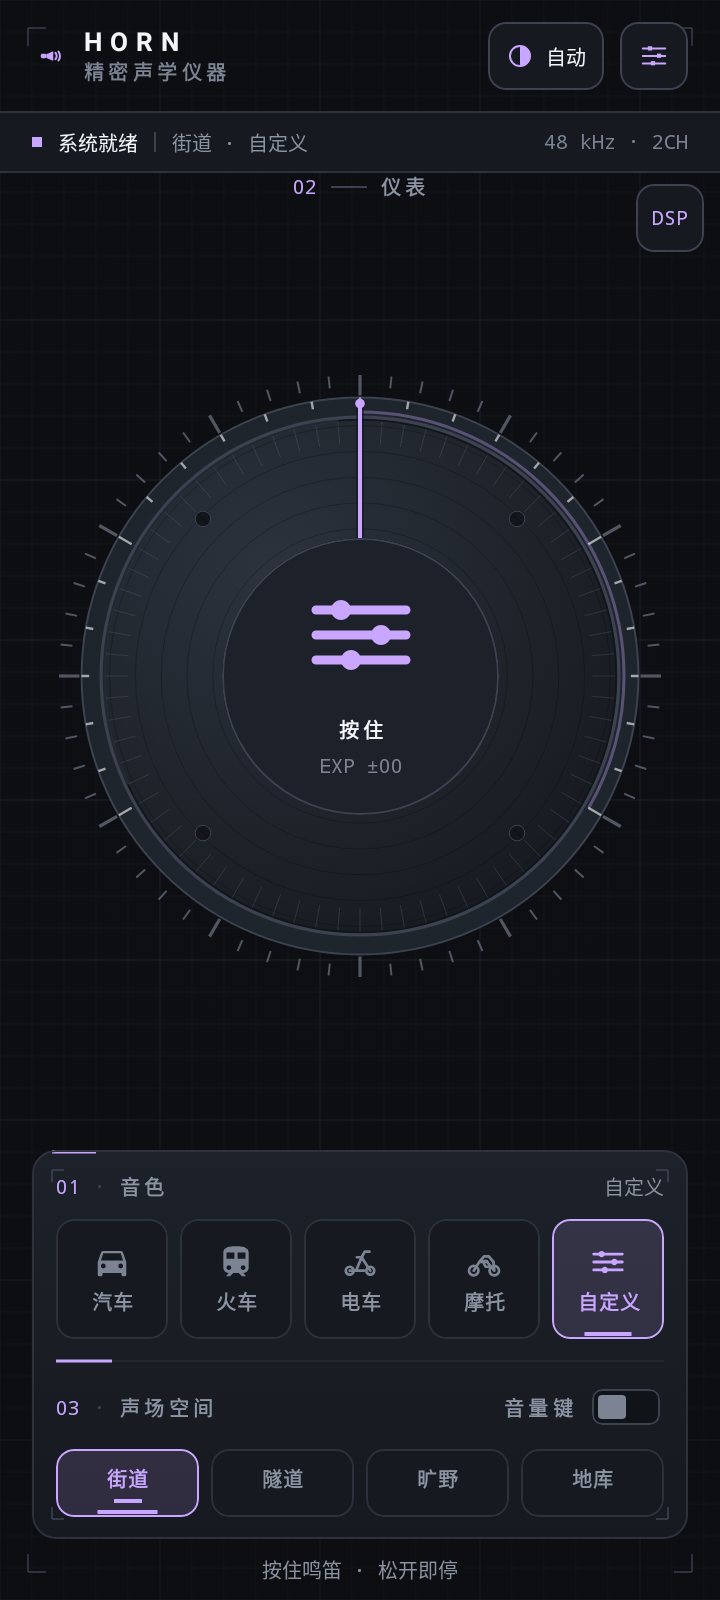 HORN
精密声学仪器
自动
系统就绪 街道 · 自定义 48 kHz · 2CH
02 仪表
DSP
按住
EXP ±00
01 · 音色 自定义
汽车 火车 电车 摩托 自定义
03 · 声场空间 音量键
街道 隧道 旷野 地库
按住鸣笛 · 松开即停